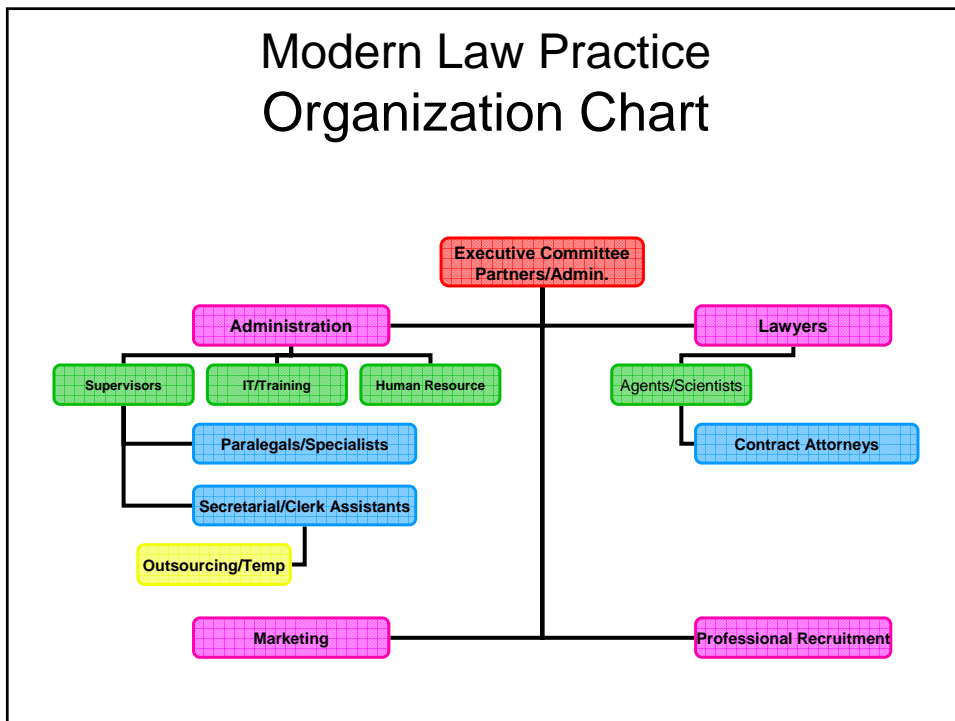 Modern Law Practice
Organization Chart
Executive Committee
Partners/Admin.
Administration
Lawyers
Supervisors
IT/Training
Human Resource
Agents/Scientists
Paralegals/Specialists
Contract Attorneys
Secretarial/Clerk Assistants
Outsourcing/Temp
Marketing
Professional Recruitment